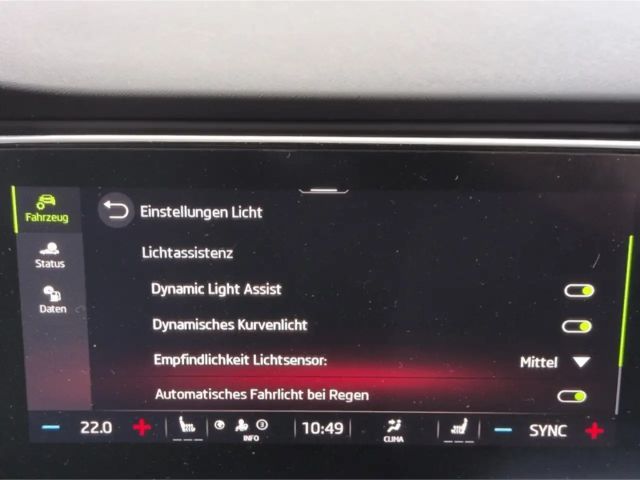 Fahrzeug
Einstellungen Licht
Status
Lichtassistenz
Daten
Dynamic Light Assist
Dynamisches Kurvenlicht
Empfindlichkeit Lichtsensor: Mittel
Automatisches Fahrlicht bei Regen
22.0 INFO 10:49 CLIMA SYNC